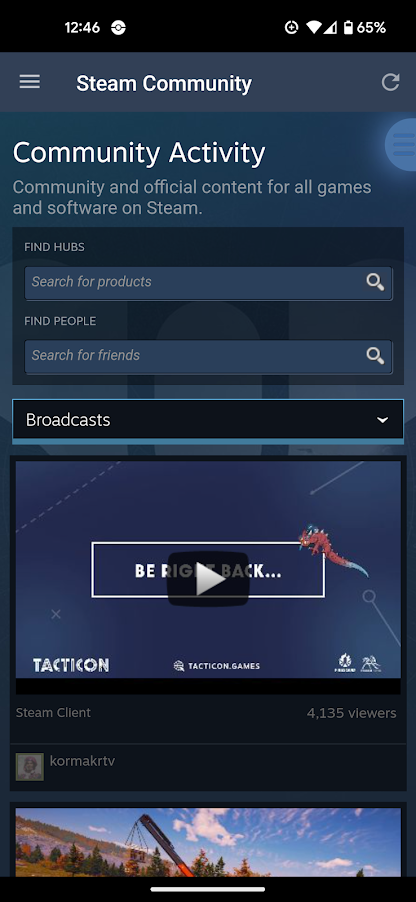 12:46
65%
Steam Community
Community Activity
Community and official content for all games
and software on Steam.
FIND HUBS
Search for products
FIND PEOPLE
Search for friends
Broadcasts
BE RIGHT BACK...
TACTICON
TACTICON.GAMES
Steam Client
4,135 viewers
kormakrtv